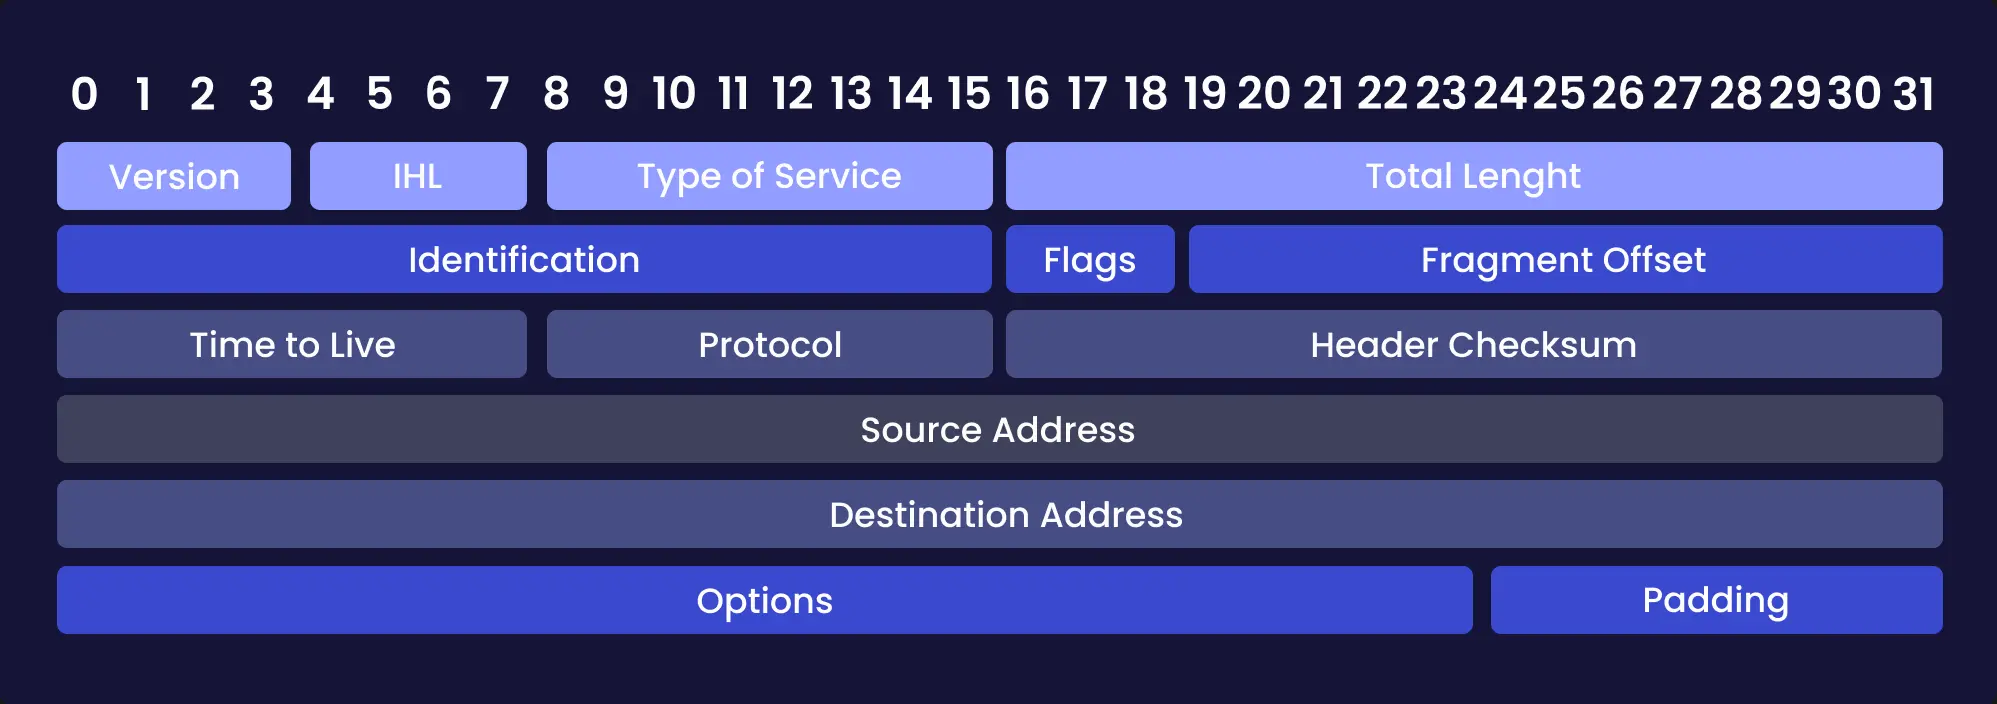 0 1 2 3 4 5 6 7 8 9 10 11 12 13 14 15 16 17 18 19 20 21 22 23 24 25 26 27 28 29 30 31
Version IHL Type of Service Total Lenght
Identification Flags Fragment Offset
Time to Live Protocol Header Checksum
Source Address
Destination Address
Options Padding